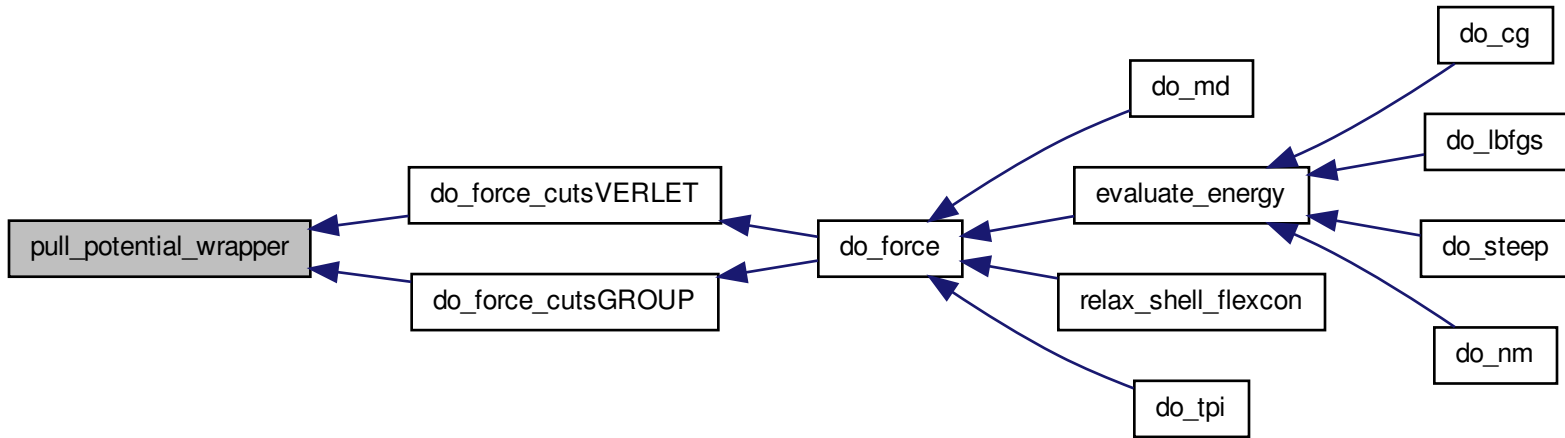 pull_potential_wrapper
do_force_cutsVERLET
do_force_cutsGROUP
do_force
do_md
evaluate_energy
relax_shell_flexcon
do_tpi
do_cg
do_lbfgs
do_steep
do_nm